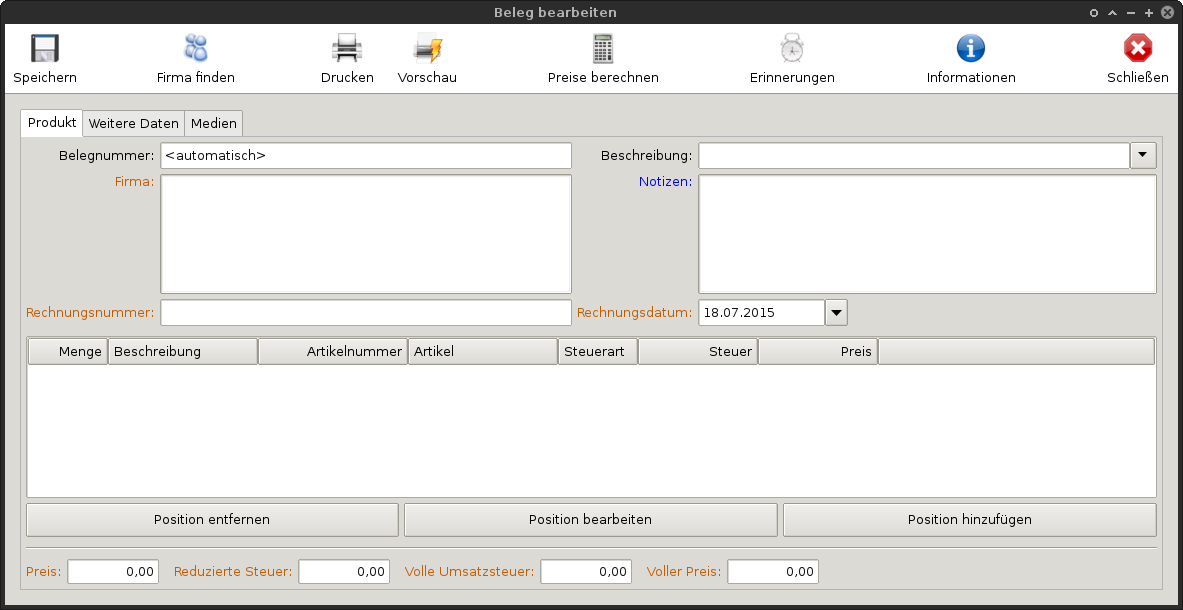 Beleg bearbeiten
Speichern Firma finden Drucken Vorschau Preise berechnen Erinnerungen Informationen Schließen
Produkt Weitere Daten Medien
Belegnummer: <automatisch> Beschreibung:
Firma: Notizen:
Rechnungsnummer: Rechnungsdatum: 18.07.2015
Menge Beschreibung Artikelnummer Artikel Steuerart Steuer Preis
Position entfernen Position bearbeiten Position hinzufügen
Preis: 0,00 Reduzierte Steuer: 0,00 Volle Umsatzsteuer: 0,00 Voller Preis: 0,00